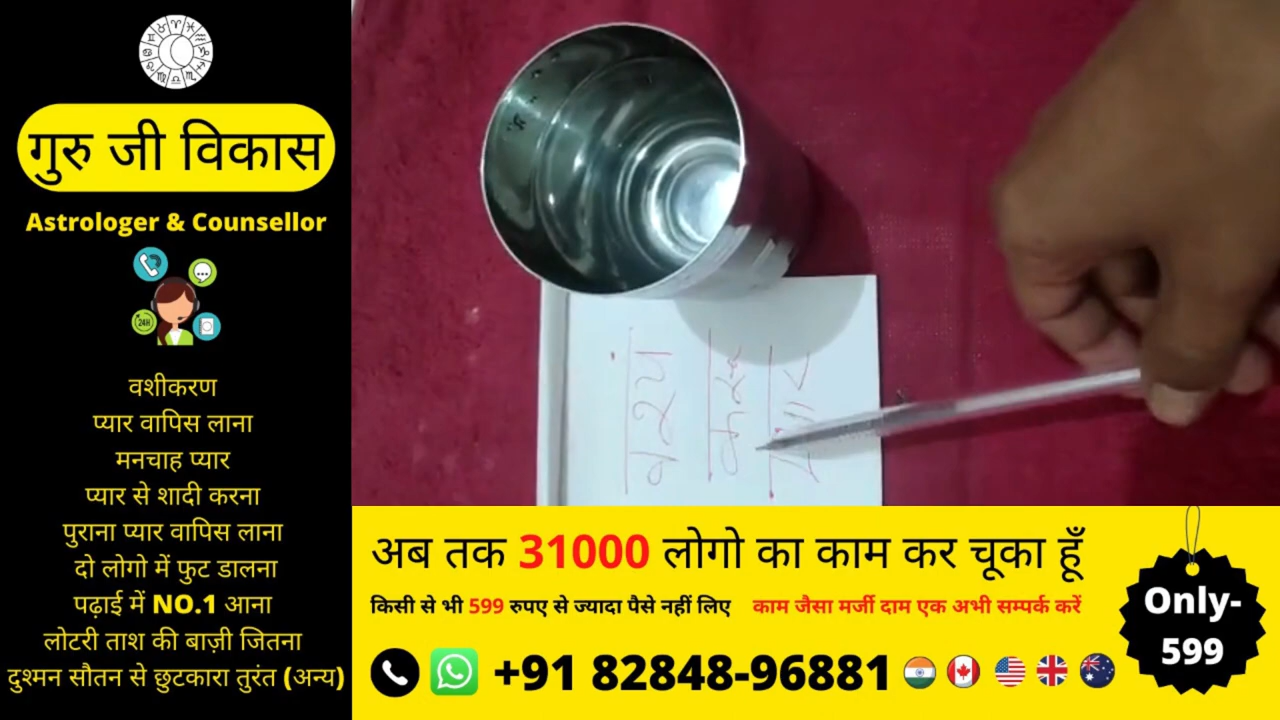 गुरु जी विकास
Astrologer & Counsellor
24H
वशीकरण
प्यार वापिस लाना
मनचाह प्यार
प्यार से शादी करना
पुराना प्यार वापिस लाना
दो लोगो में फुट डालना
पढ़ाई में NO.1 आना
लोटरी ताश की बाज़ी जितना
दुश्मन सौतन से छुटकारा तुरंत (अन्य)
अब तक 31000 लोगो का काम कर चूका हूँ
किसी से भी 599 रुपए से ज्यादा पैसे नहीं लिए काम जैसा मर्जी दाम एक अभी सम्पर्क करें
+91 82848-96881
Only-
599